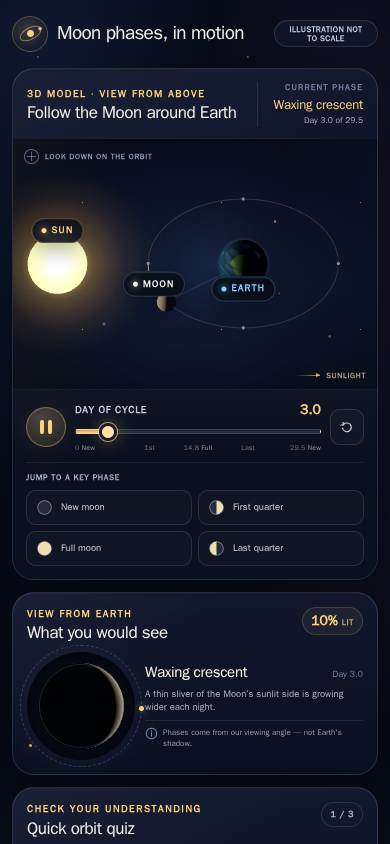 Moon phases, in motion
ILLUSTRATION NOT
TO SCALE
3D MODEL · VIEW FROM ABOVE
Follow the Moon around Earth
CURRENT PHASE
Waxing crescent
Day 3.0 of 29.5
LOOK DOWN ON THE ORBIT
SUN
MOON
EARTH
SUNLIGHT
DAY OF CYCLE
3.0
0 New
1st
14.8 Full
Last
29.5 New
JUMP TO A KEY PHASE
New moon
First quarter
Full moon
Last quarter
VIEW FROM EARTH
What you would see
10% LIT
Waxing crescent
Day 3.0
A thin sliver of the Moon's sunlit side is growing
wider each night.
Phases come from our viewing angle — not Earth's
shadow.
CHECK YOUR UNDERSTANDING
Quick orbit quiz
1 / 3